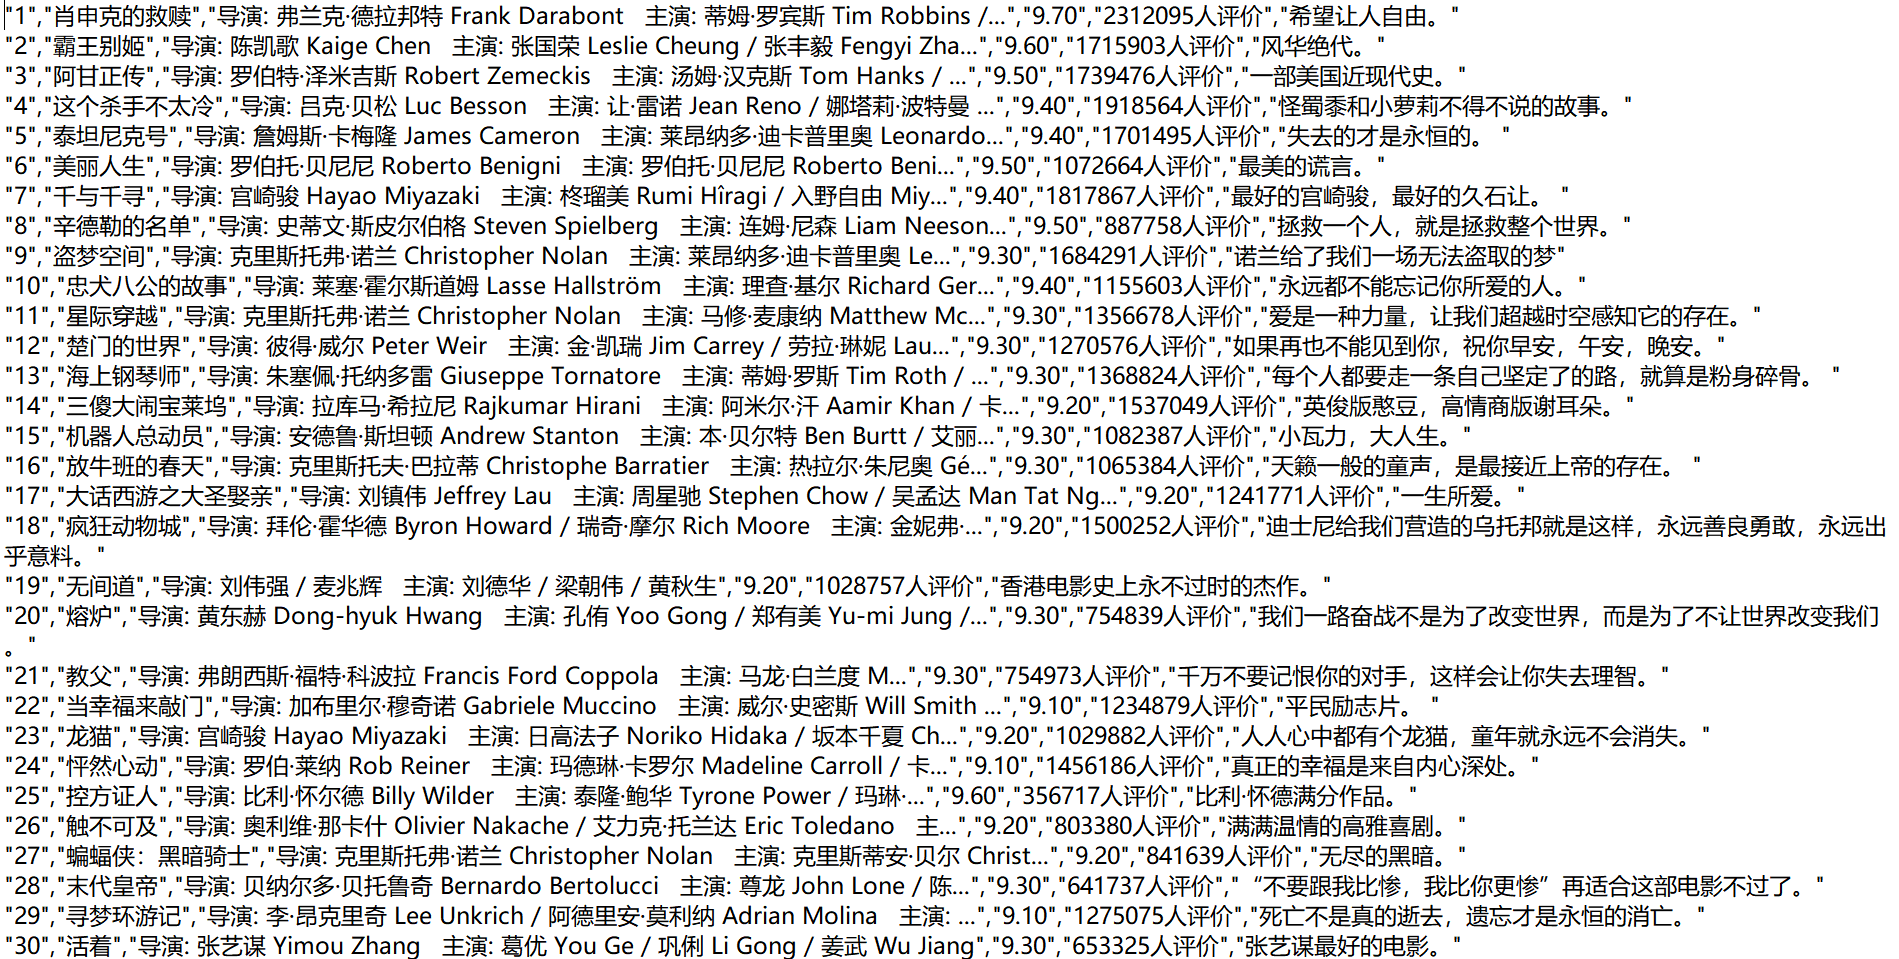 "1","肖申克的救赎","导演: 弗兰克·德拉邦特 Frank Darabont   主演: 蒂姆·罗宾斯 Tim Robbins /...","9.70","2312095人评价","希望让人自由。"
"2","霸王别姬","导演: 陈凯歌 Kaige Chen   主演: 张国荣 Leslie Cheung / 张丰毅 Fengyi Zha...","9.60","1715903人评价","风华绝代。"
"3","阿甘正传","导演: 罗伯特·泽米吉斯 Robert Zemeckis   主演: 汤姆·汉克斯 Tom Hanks / ...","9.50","1739476人评价","一部美国近现代史。"
"4","这个杀手不太冷","导演: 吕克·贝松 Luc Besson   主演: 让·雷诺 Jean Reno / 娜塔莉·波特曼 ...","9.40","1918564人评价","怪蜀黍和小萝莉不得不说的故事。"
"5","泰坦尼克号","导演: 詹姆斯·卡梅隆 James Cameron   主演: 莱昂纳多·迪卡普里奥 Leonardo...","9.40","1701495人评价","失去的才是永恒的。 "
"6","美丽人生","导演: 罗伯托·贝尼尼 Roberto Benigni   主演: 罗伯托·贝尼尼 Roberto Beni...","9.50","1072664人评价","最美的谎言。"
"7","千与千寻","导演: 宫崎骏 Hayao Miyazaki   主演: 柊瑠美 Rumi Hîragi / 入野自由 Miy...","9.40","1817867人评价","最好的宫崎骏，最好的久石让。 "
"8","辛德勒的名单","导演: 史蒂文·斯皮尔伯格 Steven Spielberg   主演: 连姆·尼森 Liam Neeson...","9.50","887758人评价","拯救一个人，就是拯救整个世界。"
"9","盗梦空间","导演: 克里斯托弗·诺兰 Christopher Nolan   主演: 莱昂纳多·迪卡普里奥 Le...","9.30","1684291人评价","诺兰给了我们一场无法盗取的梦"
"10","忠犬八公的故事","导演: 莱塞·霍尔斯道姆 Lasse Hallström   主演: 理查·基尔 Richard Ger...","9.40","1155603人评价","永远都不能忘记你所爱的人。"
"11","星际穿越","导演: 克里斯托弗·诺兰 Christopher Nolan   主演: 马修·麦康纳 Matthew Mc...","9.30","1356678人评价","爱是一种力量，让我们超越时空感知它的存在。"
"12","楚门的世界","导演: 彼得·威尔 Peter Weir   主演: 金·凯瑞 Jim Carrey / 劳拉·琳妮 Lau...","9.30","1270576人评价","如果再也不能见到你，祝你早安，午安，晚安。"
"13","海上钢琴师","导演: 朱塞佩·托纳多雷 Giuseppe Tornatore   主演: 蒂姆·罗斯 Tim Roth / ...","9.30","1368824人评价","每个人都要走一条自己坚定了的路，就算是粉身碎骨。 "
"14","三傻大闹宝莱坞","导演: 拉库马·希拉尼 Rajkumar Hirani   主演: 阿米尔·汗 Aamir Khan / 卡...","9.20","1537049人评价","英俊版憨豆，高情商版谢耳朵。"
"15","机器人总动员","导演: 安德鲁·斯坦顿 Andrew Stanton   主演: 本·贝尔特 Ben Burtt / 艾丽...","9.30","1082387人评价","小瓦力，大人生。"
"16","放牛班的春天","导演: 克里斯托夫·巴拉蒂 Christophe Barratier   主演: 热拉尔·朱尼奥 Gé...","9.30","1065384人评价","天籁一般的童声，是最接近上帝的存在。 "
"17","大话西游之大圣娶亲","导演: 刘镇伟 Jeffrey Lau   主演: 周星驰 Stephen Chow / 吴孟达 Man Tat Ng...","9.20","1241771人评价","一生所爱。"
"18","疯狂动物城","导演: 拜伦·霍华德 Byron Howard / 瑞奇·摩尔 Rich Moore   主演: 金妮弗·...","9.20","1500252人评价","迪士尼给我们营造的乌托邦就是这样，永远善良勇敢，永远出
乎意料。"
"19","无间道","导演: 刘伟强 / 麦兆辉   主演: 刘德华 / 梁朝伟 / 黄秋生","9.20","1028757人评价","香港电影史上永不过时的杰作。"
"20","熔炉","导演: 黄东赫 Dong-hyuk Hwang   主演: 孔侑 Yoo Gong / 郑有美 Yu-mi Jung /...","9.30","754839人评价","我们一路奋战不是为了改变世界，而是为了不让世界改变我们
。"
"21","教父","导演: 弗朗西斯·福特·科波拉 Francis Ford Coppola   主演: 马龙·白兰度 M...","9.30","754973人评价","千万不要记恨你的对手，这样会让你失去理智。"
"22","当幸福来敲门","导演: 加布里尔·穆奇诺 Gabriele Muccino   主演: 威尔·史密斯 Will Smith ...","9.10","1234879人评价","平民励志片。 "
"23","龙猫","导演: 宫崎骏 Hayao Miyazaki   主演: 日高法子 Noriko Hidaka / 坂本千夏 Ch...","9.20","1029882人评价","人人心中都有个龙猫，童年就永远不会消失。"
"24","怦然心动","导演: 罗伯·莱纳 Rob Reiner   主演: 玛德琳·卡罗尔 Madeline Carroll / 卡...","9.10","1456186人评价","真正的幸福是来自内心深处。"
"25","控方证人","导演: 比利·怀尔德 Billy Wilder   主演: 泰隆·鲍华 Tyrone Power / 玛琳·...","9.60","356717人评价","比利·怀德满分作品。"
"26","触不可及","导演: 奥利维·那卡什 Olivier Nakache / 艾力克·托兰达 Eric Toledano   主...","9.20","803380人评价","满满温情的高雅喜剧。"
"27","蝙蝠侠：黑暗骑士","导演: 克里斯托弗·诺兰 Christopher Nolan   主演: 克里斯蒂安·贝尔 Christ...","9.20","841639人评价","无尽的黑暗。"
"28","末代皇帝","导演: 贝纳尔多·贝托鲁奇 Bernardo Bertolucci   主演: 尊龙 John Lone / 陈...","9.30","641737人评价","“不要跟我比惨，我比你更惨”再适合这部电影不过了。"
"29","寻梦环游记","导演: 李·昂克里奇 Lee Unkrich / 阿德里安·莫利纳 Adrian Molina   主演: ...","9.10","1275075人评价","死亡不是真的逝去，遗忘才是永恒的消亡。"
"30","活着","导演: 张艺谋 Yimou Zhang   主演: 葛优 You Ge / 巩俐 Li Gong / 姜武 Wu Jiang","9.30","653325人评价","张艺谋最好的电影。"